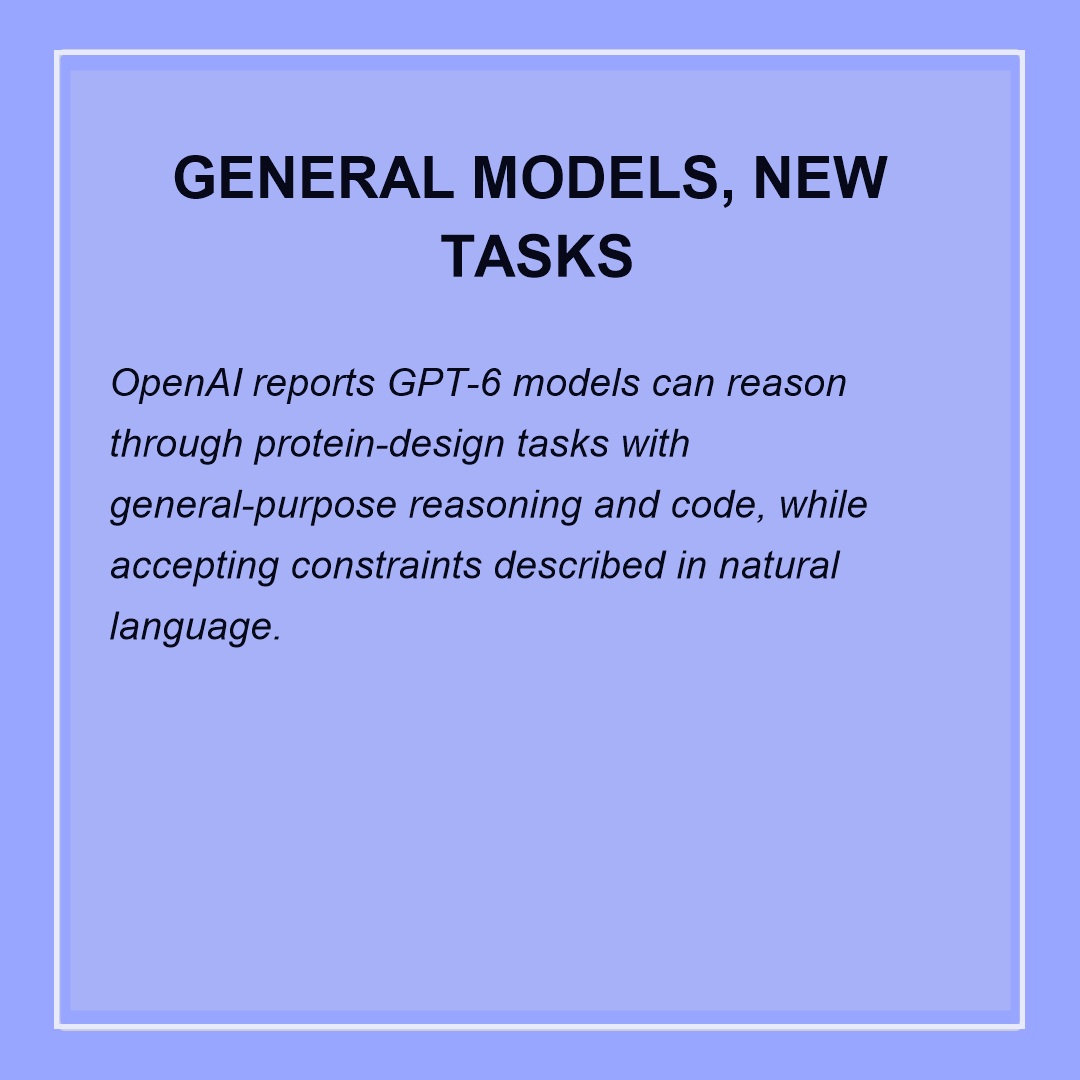 GENERAL MODELS, NEW
TASKS
OpenAI reports GPT-6 models can reason
through protein-design tasks with
general-purpose reasoning and code, while
accepting constraints described in natural
language.